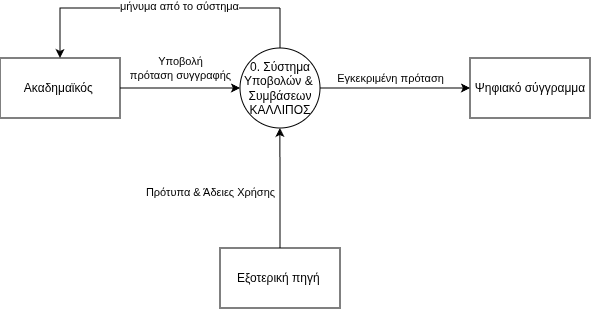 μήνυμα από το σύστημα
Υποβολή
πρόταση συγγραφής
Ακαδημαϊκός
0. Σύστημα
Υποβολών &
Συμβάσεων
ΚΑΛΛΙΠΟΣ
Εγκεκριμένη πρόταση
Ψηφιακό σύγγραμμα
Πρότυπα & Άδειες Χρήσης
Εξοτερική πηγή